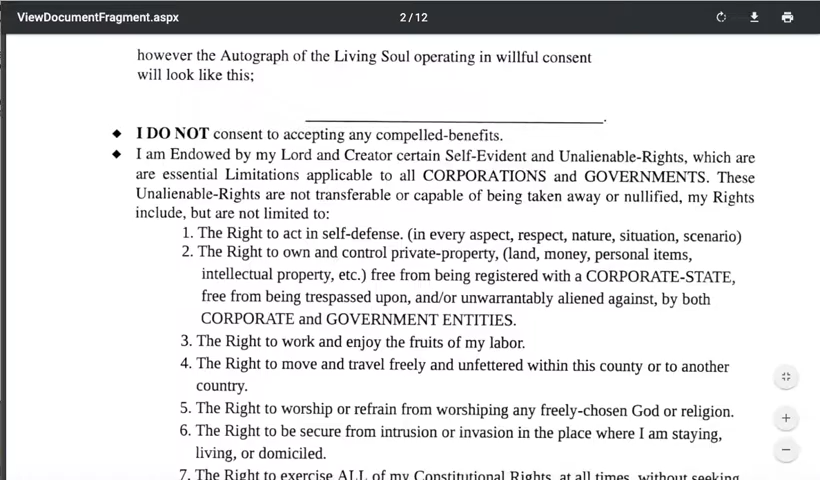 ViewDocumentFragment.aspx 2 / 12
however the Autograph of the Living Soul operating in willful consent
will look like this;
I DO NOT consent to accepting any compelled-benefits.
I am Endowed by my Lord and Creator certain Self-Evident and Unalienable-Rights, which are
are essential Limitations applicable to all CORPORATIONS and GOVERNMENTS. These
Unalienable-Rights are not transferable or capable of being taken away or nullified, my Rights
include, but are not limited to:
1. The Right to act in self-defense. (in every aspect, respect, nature, situation, scenario)
2. The Right to own and control private-property, (land, money, personal items,
intellectual property, etc.) free from being registered with a CORPORATE-STATE,
free from being trespassed upon, and/or unwarrantably aliened against, by both
CORPORATE and GOVERNMENT ENTITIES.
3. The Right to work and enjoy the fruits of my labor.
4. The Right to move and travel freely and unfettered within this county or to another
country.
5. The Right to worship or refrain from worshiping any freely-chosen God or religion.
6. The Right to be secure from intrusion or invasion in the place where I am staying,
living, or domiciled.
7. The Right to exercise ALL of my Constitutional Rights, at all times, without seeking